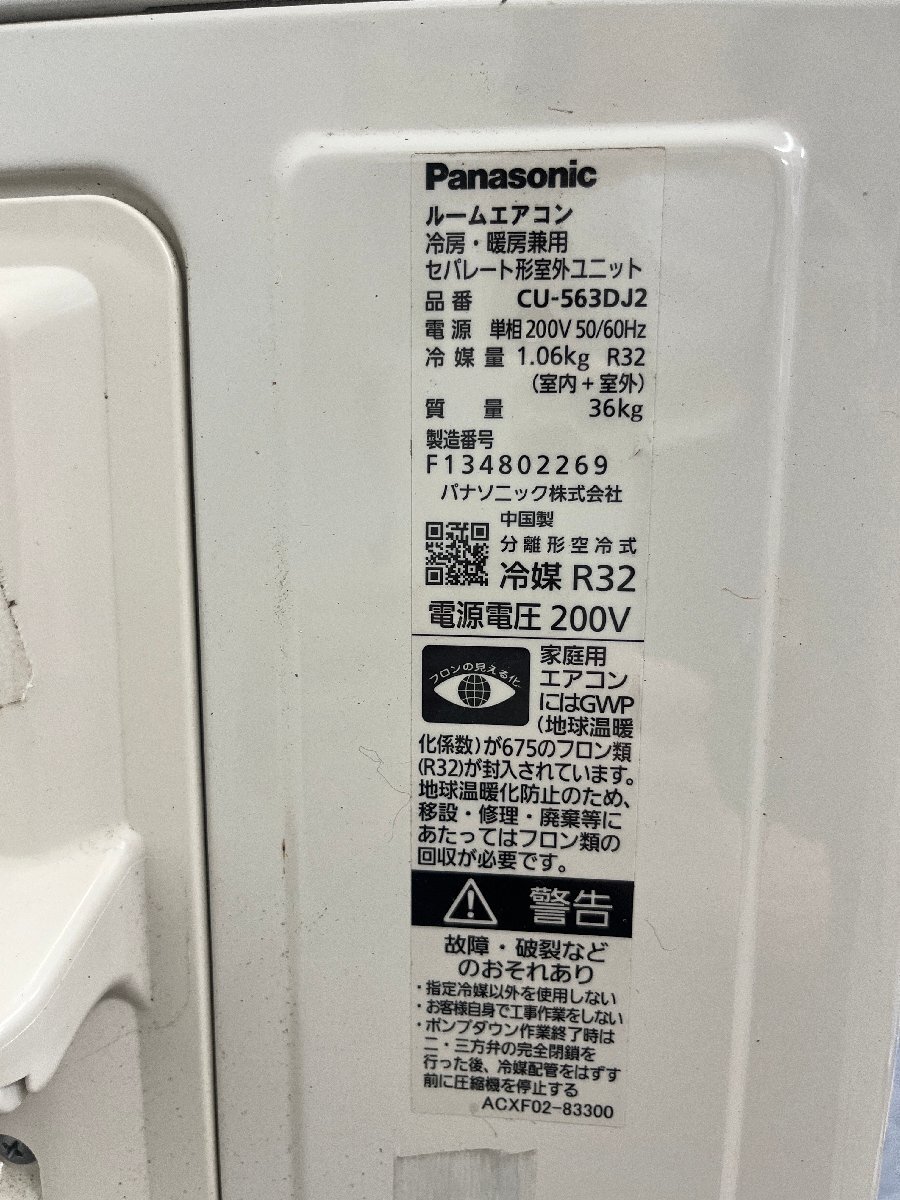 Panasonic
ルームエアコン
冷房・暖房兼用
セパレート形室外ユニット
品番 CU-563DJ2
電源 単相200V 50/60Hz
冷媒量 1.06kg R32
(室内+室外)
質量 36kg
製造番号
F134802269
パナソニック株式会社
中国製
分離形空冷式
冷媒 R32
電源電圧 200V
フロンの見える化
家庭用
エアコン
にはGWP
(地球温暖
化係数)が675のフロン類
(R32)が封入されています。
地球温暖化防止のため、
移設・修理・廃棄等に
あたってはフロン類の
回収が必要です。
警告
故障・破裂など
のおそれあり
・指定冷媒以外を使用しない
・お客様自身で工事作業をしない
・ポンプダウン作業終了時は
二・三方弁の完全閉鎖を
行った後、冷媒配管をはずす
前に圧縮機を停止する
ACXF02-83300